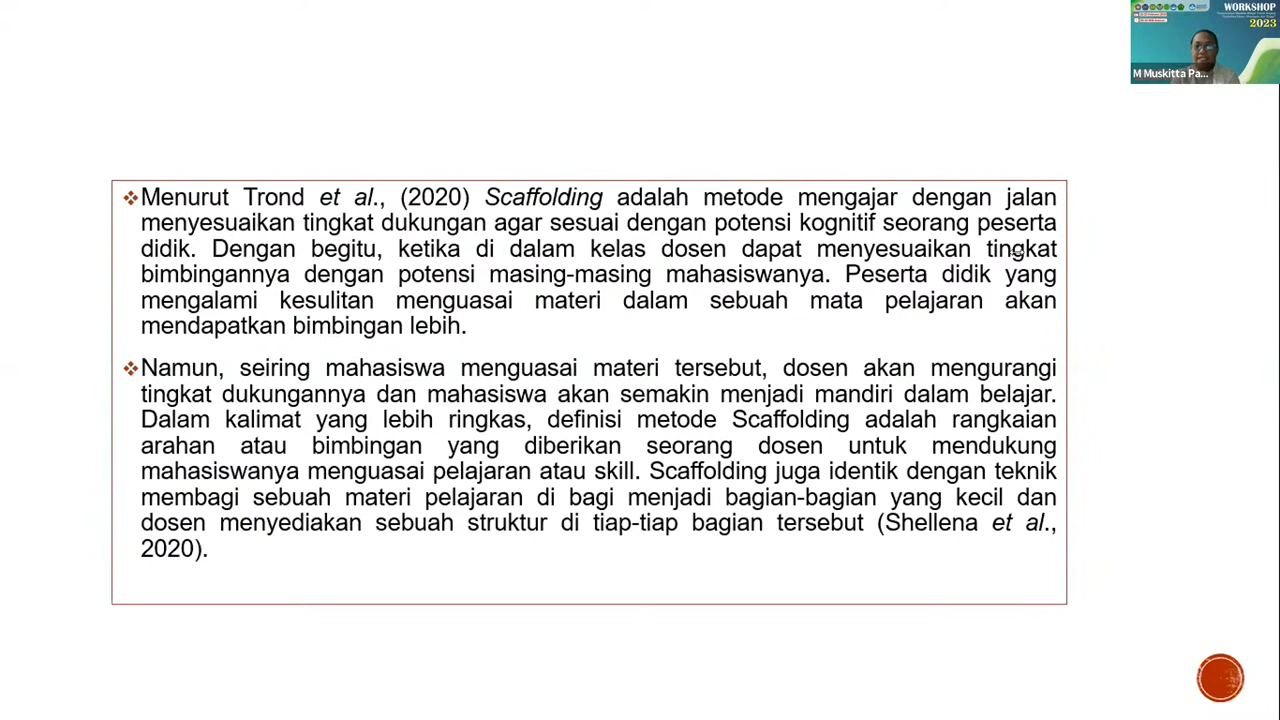 WORKSHOP
2023
M Muskitta Pa...
❖Menurut Trond et al., (2020) Scaffolding adalah metode mengajar dengan jalan
menyesuaikan tingkat dukungan agar sesuai dengan potensi kognitif seorang peserta
didik. Dengan begitu, ketika di dalam kelas dosen dapat menyesuaikan tingkat
bimbingannya dengan potensi masing-masing mahasiswanya. Peserta didik yang
mengalami kesulitan menguasai materi dalam sebuah mata pelajaran akan
mendapatkan bimbingan lebih.
❖Namun, seiring mahasiswa menguasai materi tersebut, dosen akan mengurangi
tingkat dukungannya dan mahasiswa akan semakin menjadi mandiri dalam belajar.
Dalam kalimat yang lebih ringkas, definisi metode Scaffolding adalah rangkaian
arahan atau bimbingan yang diberikan seorang dosen untuk mendukung
mahasiswanya menguasai pelajaran atau skill. Scaffolding juga identik dengan teknik
membagi sebuah materi pelajaran di bagi menjadi bagian-bagian yang kecil dan
dosen menyediakan sebuah struktur di tiap-tiap bagian tersebut (Shellena et al.,
2020).